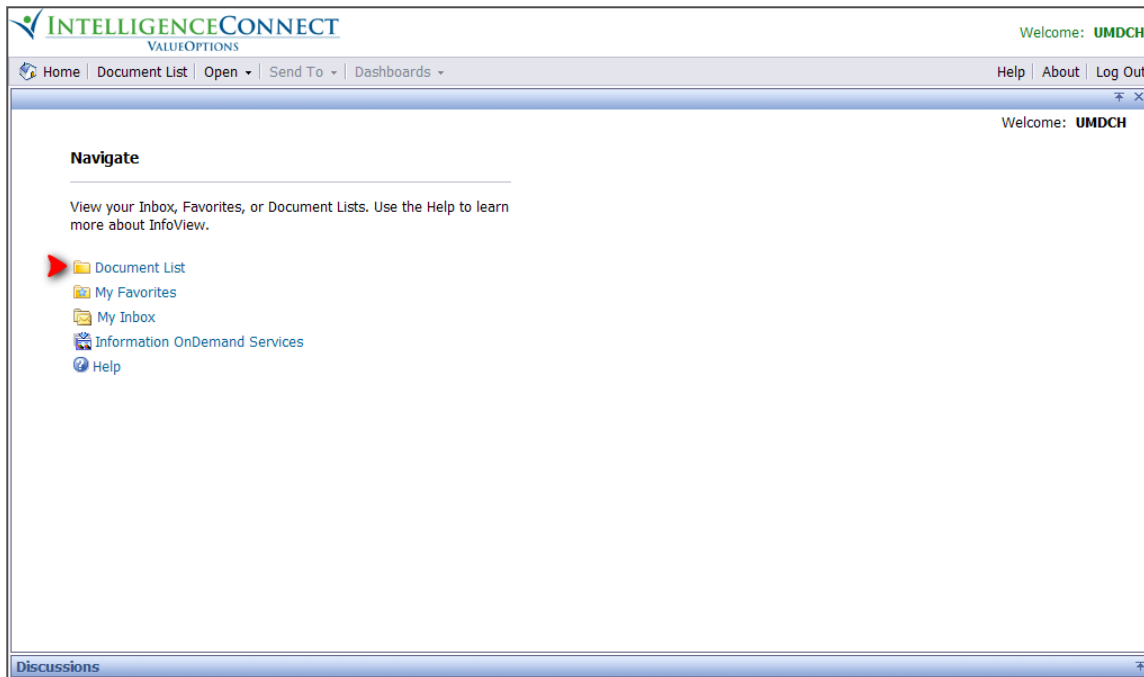 INTELLIGENCECONNECT
VALUEOPTIONS
Welcome: UMDCH
Home Document List Open Send To Dashboards Help About Log Out
Welcome: UMDCH
Navigate
View your Inbox, Favorites, or Document Lists. Use the Help to learn
more about InfoView.
Document List
My Favorites
My Inbox
Information OnDemand Services
Help
Discussions